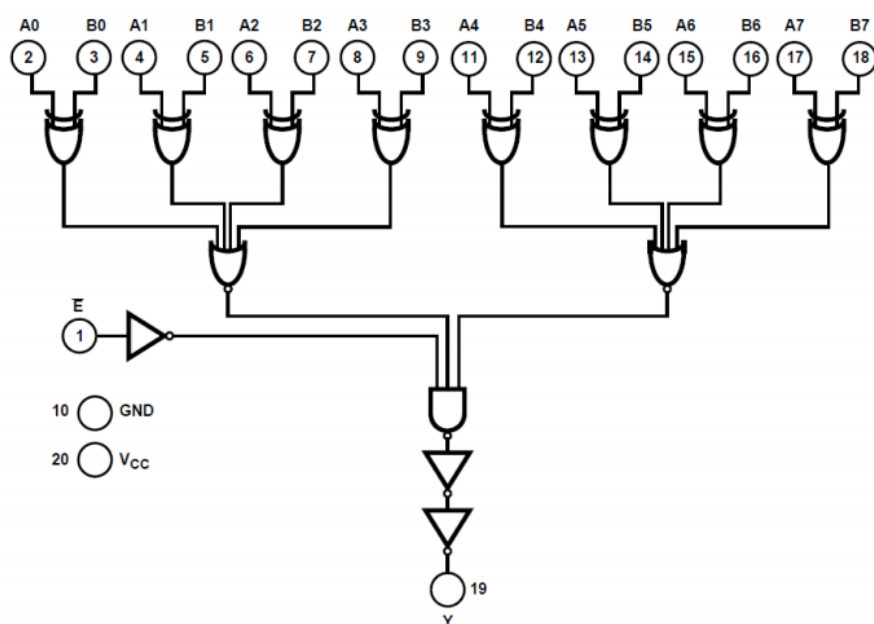 A0 B0 A1 B1 A2 B2 A3 B3 A4 B4 A5 B5 A6 B6 A7 B7
2 3 4 5 6 7 8 9 11 12 13 14 15 16 17 18
E̅
1
10 GND
20 VCC
19
Y